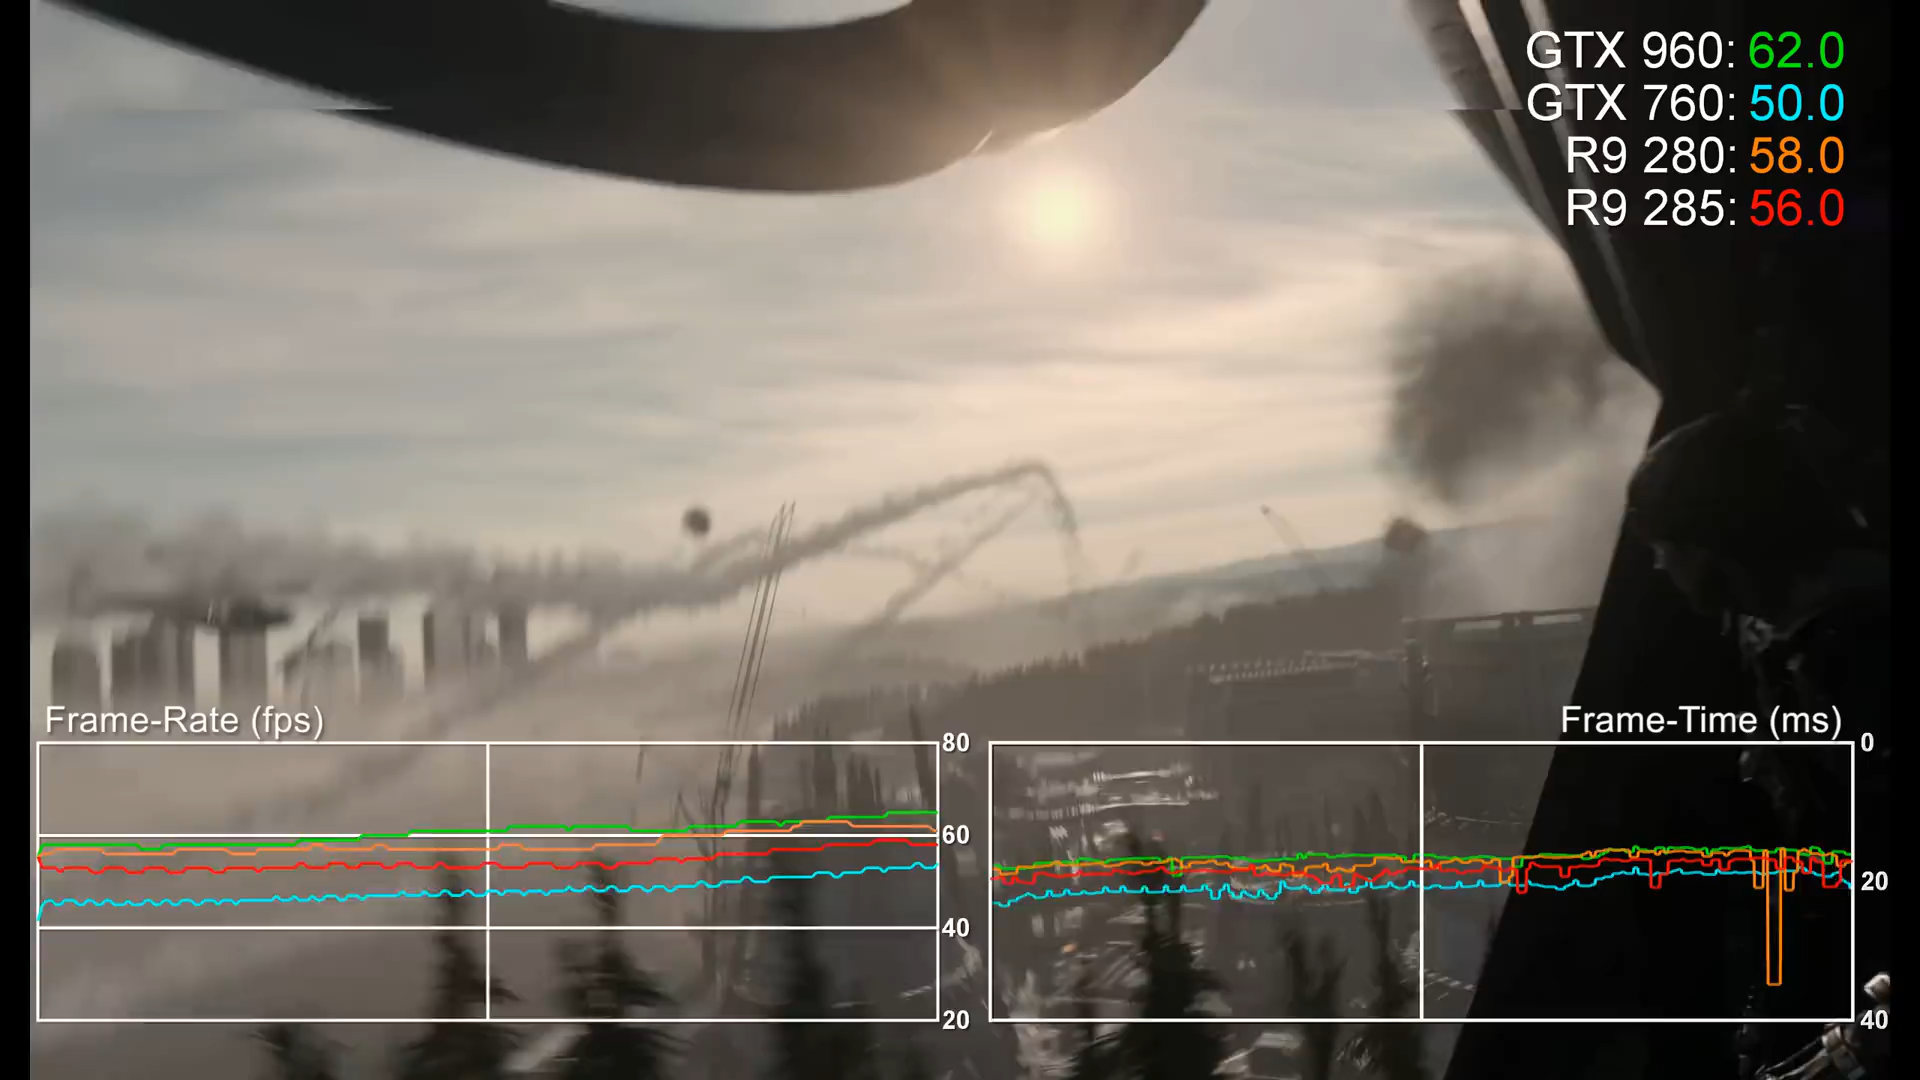 GTX 960: 62.0
GTX 760: 50.0
R9 280: 58.0
R9 285: 56.0
Frame-Rate (fps)
80
60
40
20
Frame-Time (ms)
0
20
40